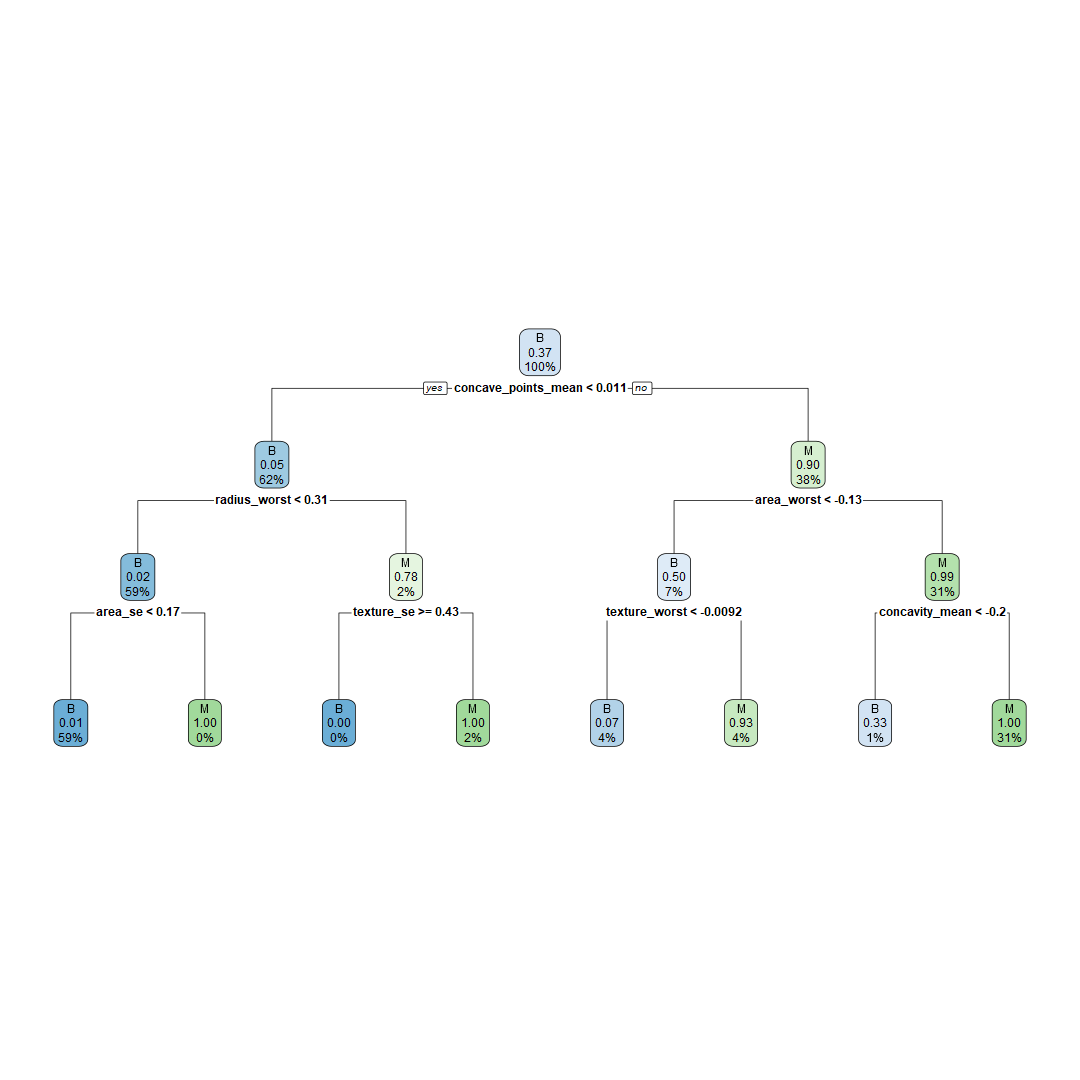 B
0.37
100%
yes
concave_points_mean < 0.011
no
B
0.05
62%
M
0.90
38%
radius_worst < 0.31
area_worst < -0.13
B
0.02
59%
M
0.78
2%
B
0.50
7%
M
0.99
31%
area_se < 0.17
texture_se >= 0.43
texture_worst < -0.0092
concavity_mean < -0.2
B
0.01
59%
M
1.00
0%
B
0.00
0%
M
1.00
2%
B
0.07
4%
M
0.93
4%
B
0.33
1%
M
1.00
31%